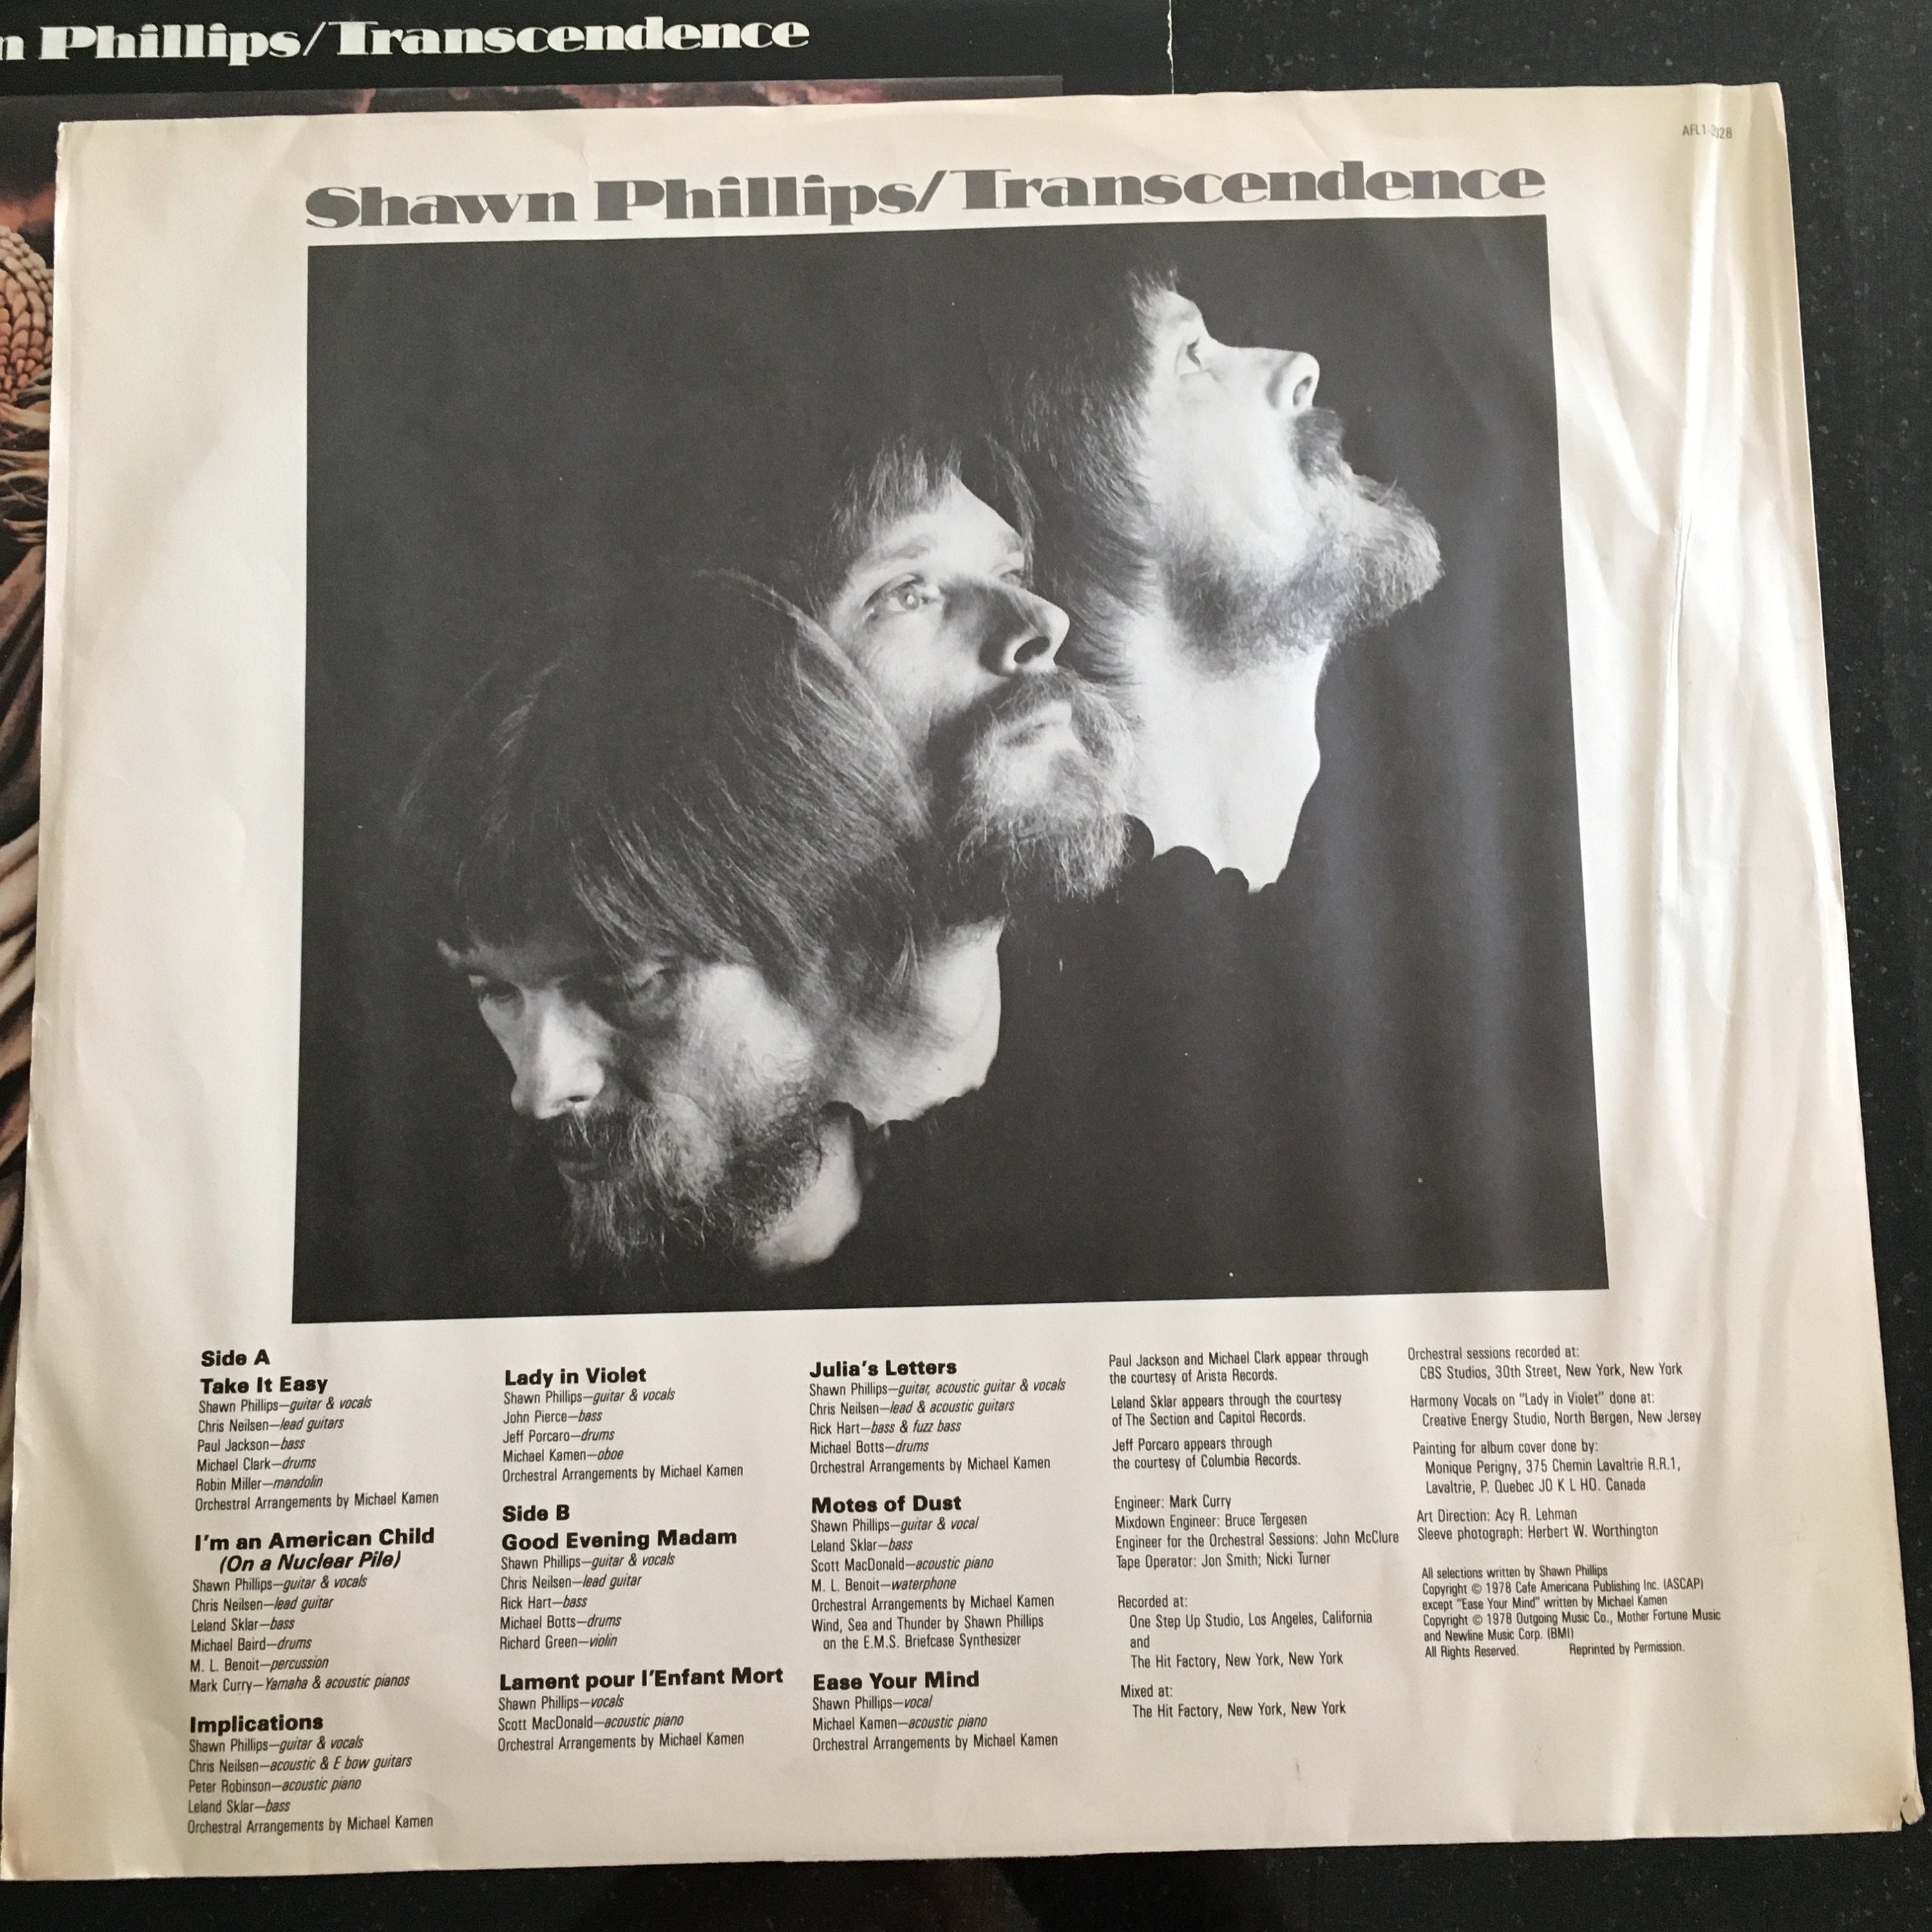 n Phillips/Transcendence
Shawn Phillips/Transcendence
Side A
Take It Easy
Shawn Phillips—guitar & vocals
Chris Neilsen—lead guitars
Paul Jackson—bass
Michael Clark—drums
Robin Miller—mandolin
Orchestral Arrangements by Michael Kamen
I'm an American Child
(On a Nuclear Pile)
Shawn Phillips—guitar & vocals
Chris Neilsen—lead guitar
Leland Sklar—bass
Michael Baird—drums
M. L. Benoit—percussion
Mark Curry—Yamaha & acoustic pianos
Implications
Shawn Phillips—guitar & vocals
Chris Neilsen—acoustic & E bow guitars
Peter Robinson—acoustic piano
Leland Sklar—bass
Orchestral Arrangements by Michael Kamen
Lady in Violet
Shawn Phillips—guitar & vocals
John Pierce—bass
Jeff Porcaro—drums
Michael Kamen—oboe
Orchestral Arrangements by Michael Kamen
Side B
Good Evening Madam
Shawn Phillips—guitar & vocals
Chris Neilsen—lead guitar
Rick Hart—bass
Michael Botts—drums
Richard Green—violin
Lament pour l'Enfant Mort
Shawn Phillips—vocals
Scott MacDonald—acoustic piano
Orchestral Arrangements by Michael Kamen
Julia's Letters
Shawn Phillips—guitar, acoustic guitar & vocals
Chris Neilsen—lead & acoustic guitars
Rick Hart—bass & fuzz bass
Michael Botts—drums
Orchestral Arrangements by Michael Kamen
Motes of Dust
Shawn Phillips—guitar & vocal
Leland Sklar—bass
Scott MacDonald—acoustic piano
M. L. Benoit—waterphone
Orchestral Arrangements by Michael Kamen
Wind, Sea and Thunder by Shawn Phillips
on the E.M.S. Briefcase Synthesizer
Ease Your Mind
Shawn Phillips—vocal
Michael Kamen—acoustic piano
Orchestral Arrangements by Michael Kamen
Paul Jackson and Michael Clark appear through
the courtesy of Arista Records.
Leland Sklar appears through the courtesy
of The Section and Capitol Records.
Jeff Porcaro appears through
the courtesy of Columbia Records.
Engineer: Mark Curry
Mixdown Engineer: Bruce Tergesen
Engineer for the Orchestral Sessions: John McClure
Tape Operator: Jon Smith; Nicki Turner
Recorded at:
One Step Up Studio, Los Angeles, California
and
The Hit Factory, New York, New York
Mixed at:
The Hit Factory, New York, New York
Orchestral sessions recorded at:
CBS Studios, 30th Street, New York, New York
Harmony Vocals on "Lady in Violet" done at:
Creative Energy Studio, North Bergen, New Jersey
Painting for album cover done by:
Monique Perigny, 375 Chemin Lavaltrie R.R.1,
Lavaltrie, P. Quebec JO K L HO. Canada
Art Direction: Acy R. Lehman
Sleeve photograph: Herbert W. Worthington
All selections written by Shawn Phillips
Copyright © 1978 Cafe Americana Publishing Inc. (ASCAP)
except "Ease Your Mind" written by Michael Kamen
Copyright © 1978 Outgoing Music Co., Mother Fortune Music
and Newline Music Corp. (BMI)
All Rights Reserved. Reprinted by Permission.